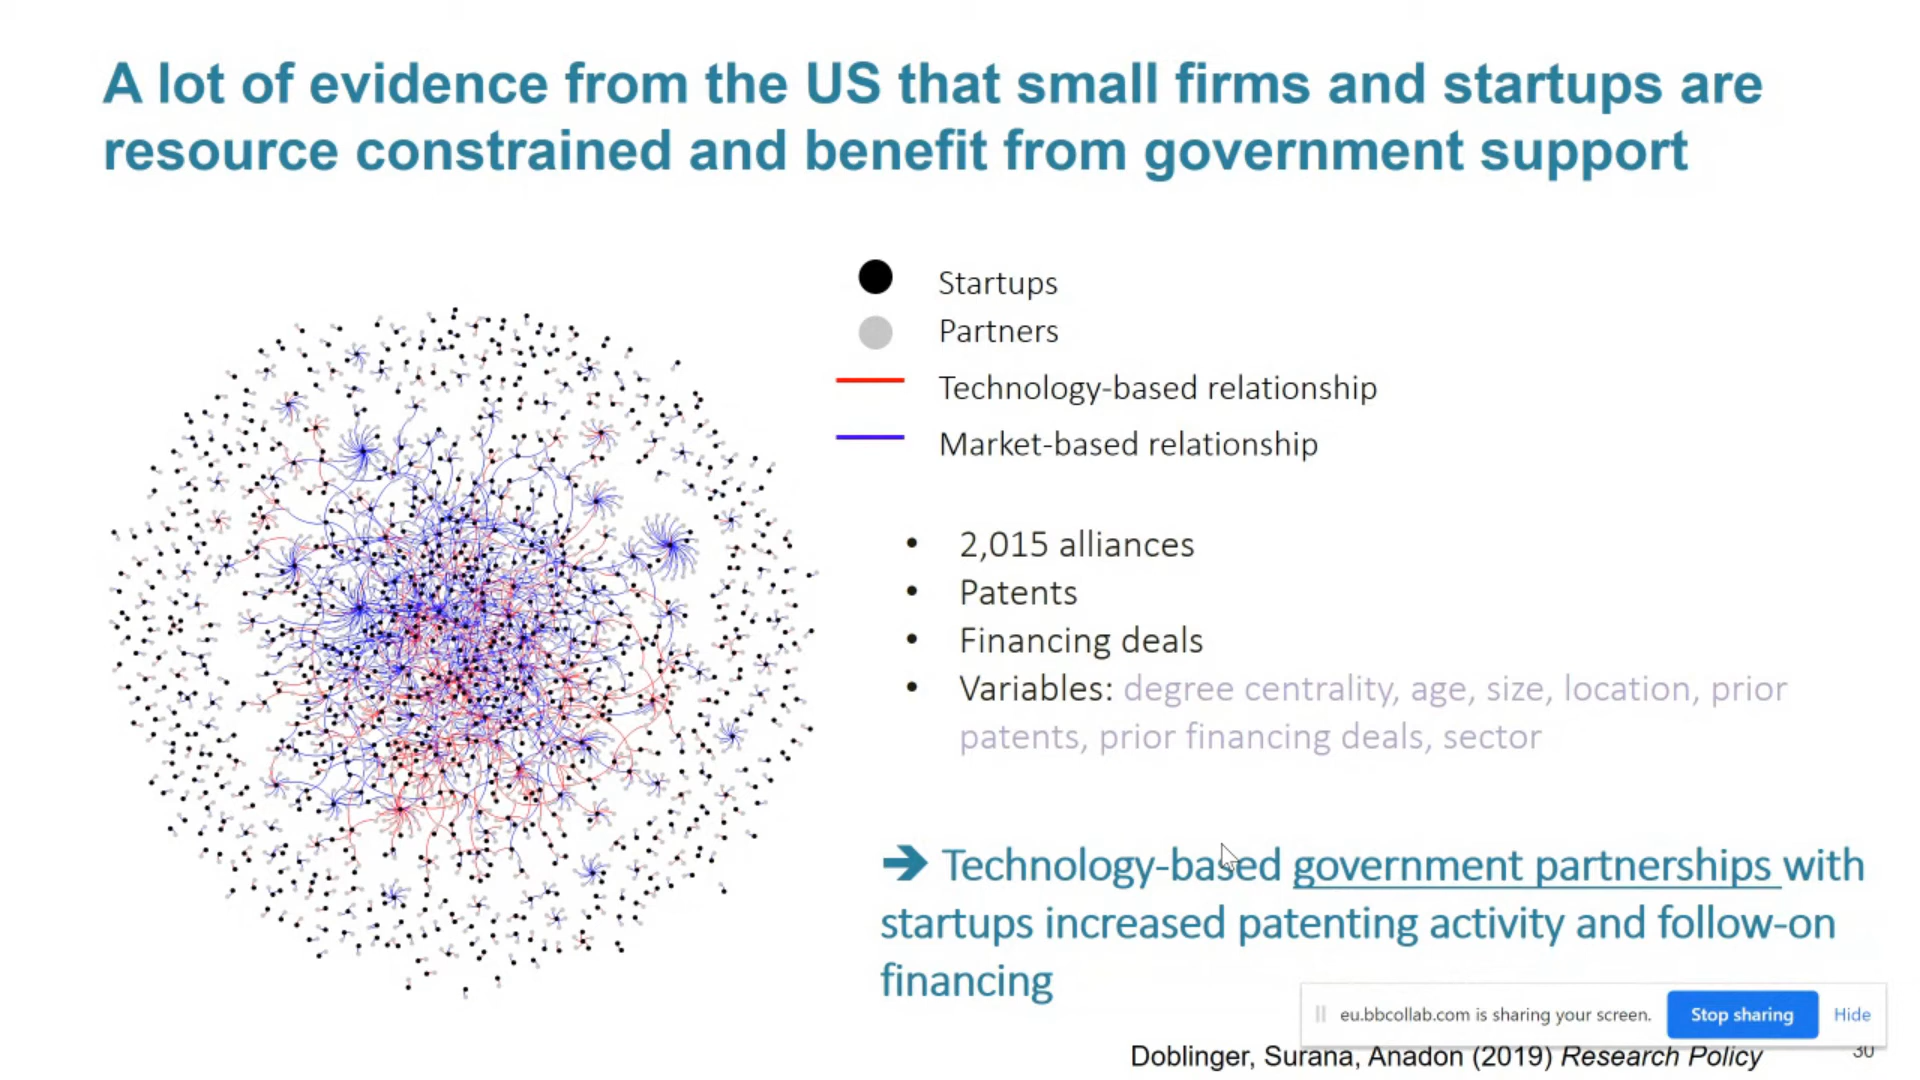 A lot of evidence from the US that small firms and startups are
resource constrained and benefit from government support
Startups
Partners
Technology-based relationship
Market-based relationship
• 2,015 alliances
• Patents
• Financing deals
• Variables: degree centrality, age, size, location, prior
patents, prior financing deals, sector
➔ Technology-based government partnerships with
startups increased patenting activity and follow-on
financing
eu.bbcollab.com is sharing your screen.
Stop sharing
Hide
Doblinger, Surana, Anadon (2019) Research Policy
30